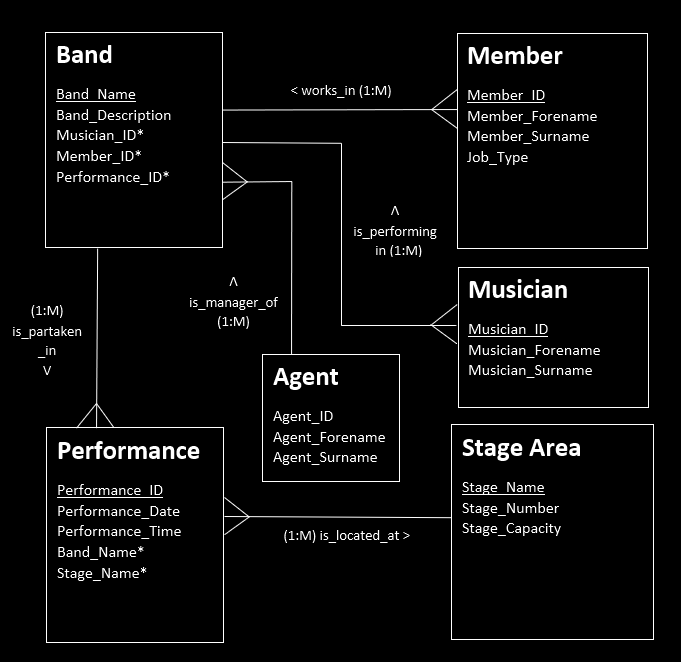 Band
Band_Name
Band_Description
Musician_ID*
Member_ID*
Performance_ID*
< works_in (1:M)
Member
Member_ID
Member_Forename
Member_Surname
Job_Type
Λ
is_performing
in (1:M)
Λ
is_manager_of
(1:M)
(1:M)
is_partaken
_in
V
Musician
Musician_ID
Musician_Forename
Musician_Surname
Agent
Agent_ID
Agent_Forename
Agent_Surname
Performance
Performance_ID
Performance_Date
Performance_Time
Band_Name*
Stage_Name*
(1:M) is_located_at >
Stage Area
Stage_Name
Stage_Number
Stage_Capacity